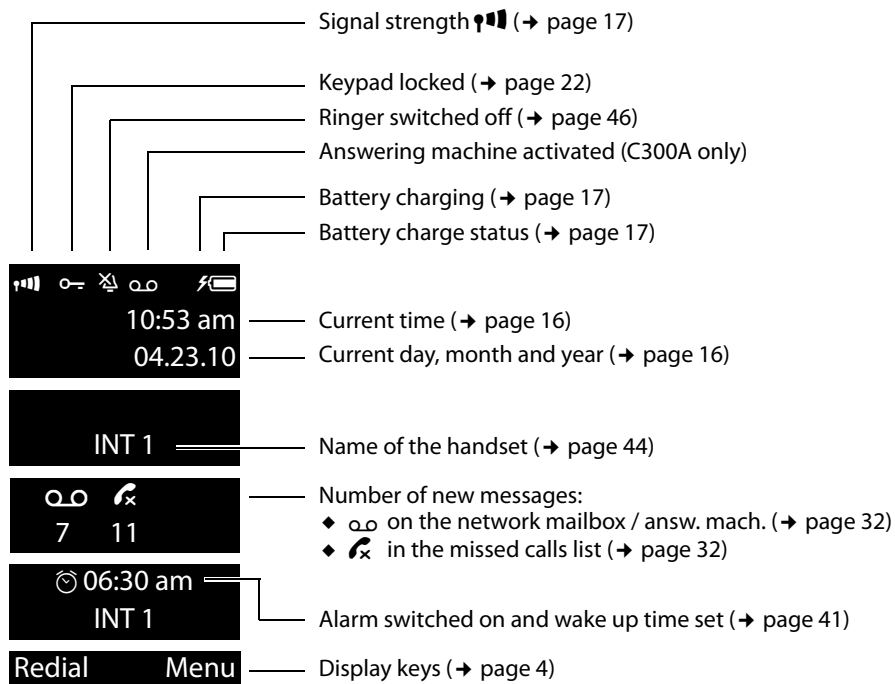 Signal strength (➔ page 17)
Keypad locked (➔ page 22)
Ringer switched off (➔ page 46)
Answering machine activated (C300A only)
Battery charging (➔ page 17)
Battery charge status (➔ page 17)
10:53 am
Current time (➔ page 16)
04.23.10
Current day, month and year (➔ page 16)
INT 1
Name of the handset (➔ page 44)
Number of new messages:
7 11
◆ on the network mailbox / answ. mach. (➔ page 32)
◆ in the missed calls list (➔ page 32)
06:30 am
INT 1
Alarm switched on and wake up time set (➔ page 41)
Redial Menu
Display keys (➔ page 4)